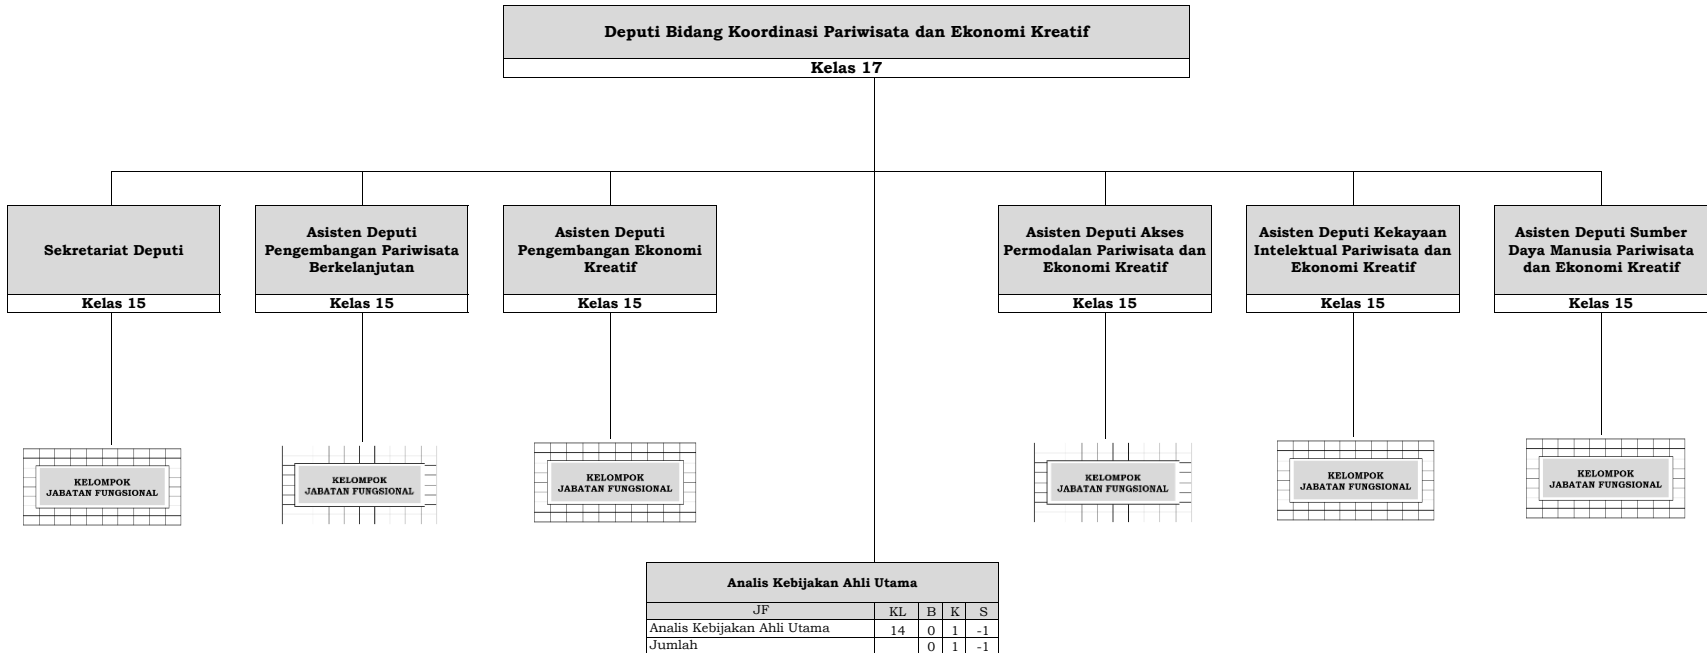 Deputi Bidang Koordinasi Pariwisata dan Ekonomi Kreatif
Kelas 17
Sekretariat Deputi
Kelas 15
Asisten Deputi
Pengembangan Pariwisata
Berkelanjutan
Kelas 15
Asisten Deputi
Pengembangan Ekonomi
Kreatif
Kelas 15
Asisten Deputi Akses
Permodalan Pariwisata dan
Ekonomi Kreatif
Kelas 15
Asisten Deputi Kekayaan
Intelektual Pariwisata dan
Ekonomi Kreatif
Kelas 15
Asisten Deputi Sumber
Daya Manusia Pariwisata
dan Ekonomi Kreatif
Kelas 15
KELOMPOK
JABATAN FUNGSIONAL
KELOMPOK
JABATAN FUNGSIONAL
KELOMPOK
JABATAN FUNGSIONAL
KELOMPOK
JABATAN FUNGSIONAL
KELOMPOK
JABATAN FUNGSIONAL
KELOMPOK
JABATAN FUNGSIONAL
Analis Kebijakan Ahli Utama
JF KL B K S
Analis Kebijakan Ahli Utama 14 0 1 -1
Jumlah 0 1 -1